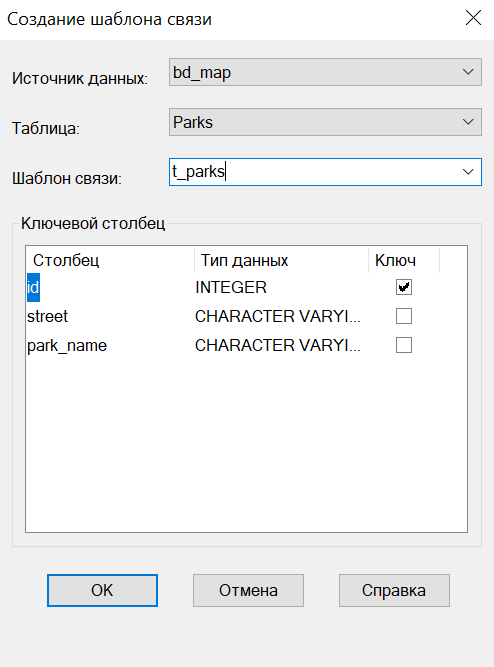 Создание шаблона связи
Источник данных: bd_map
Таблица: Parks
Шаблон связи: t_parks
Ключевой столбец
Столбец Тип данных Ключ
id INTEGER
street CHARACTER VARYI...
park_name CHARACTER VARYI...
OK Отмена Справка